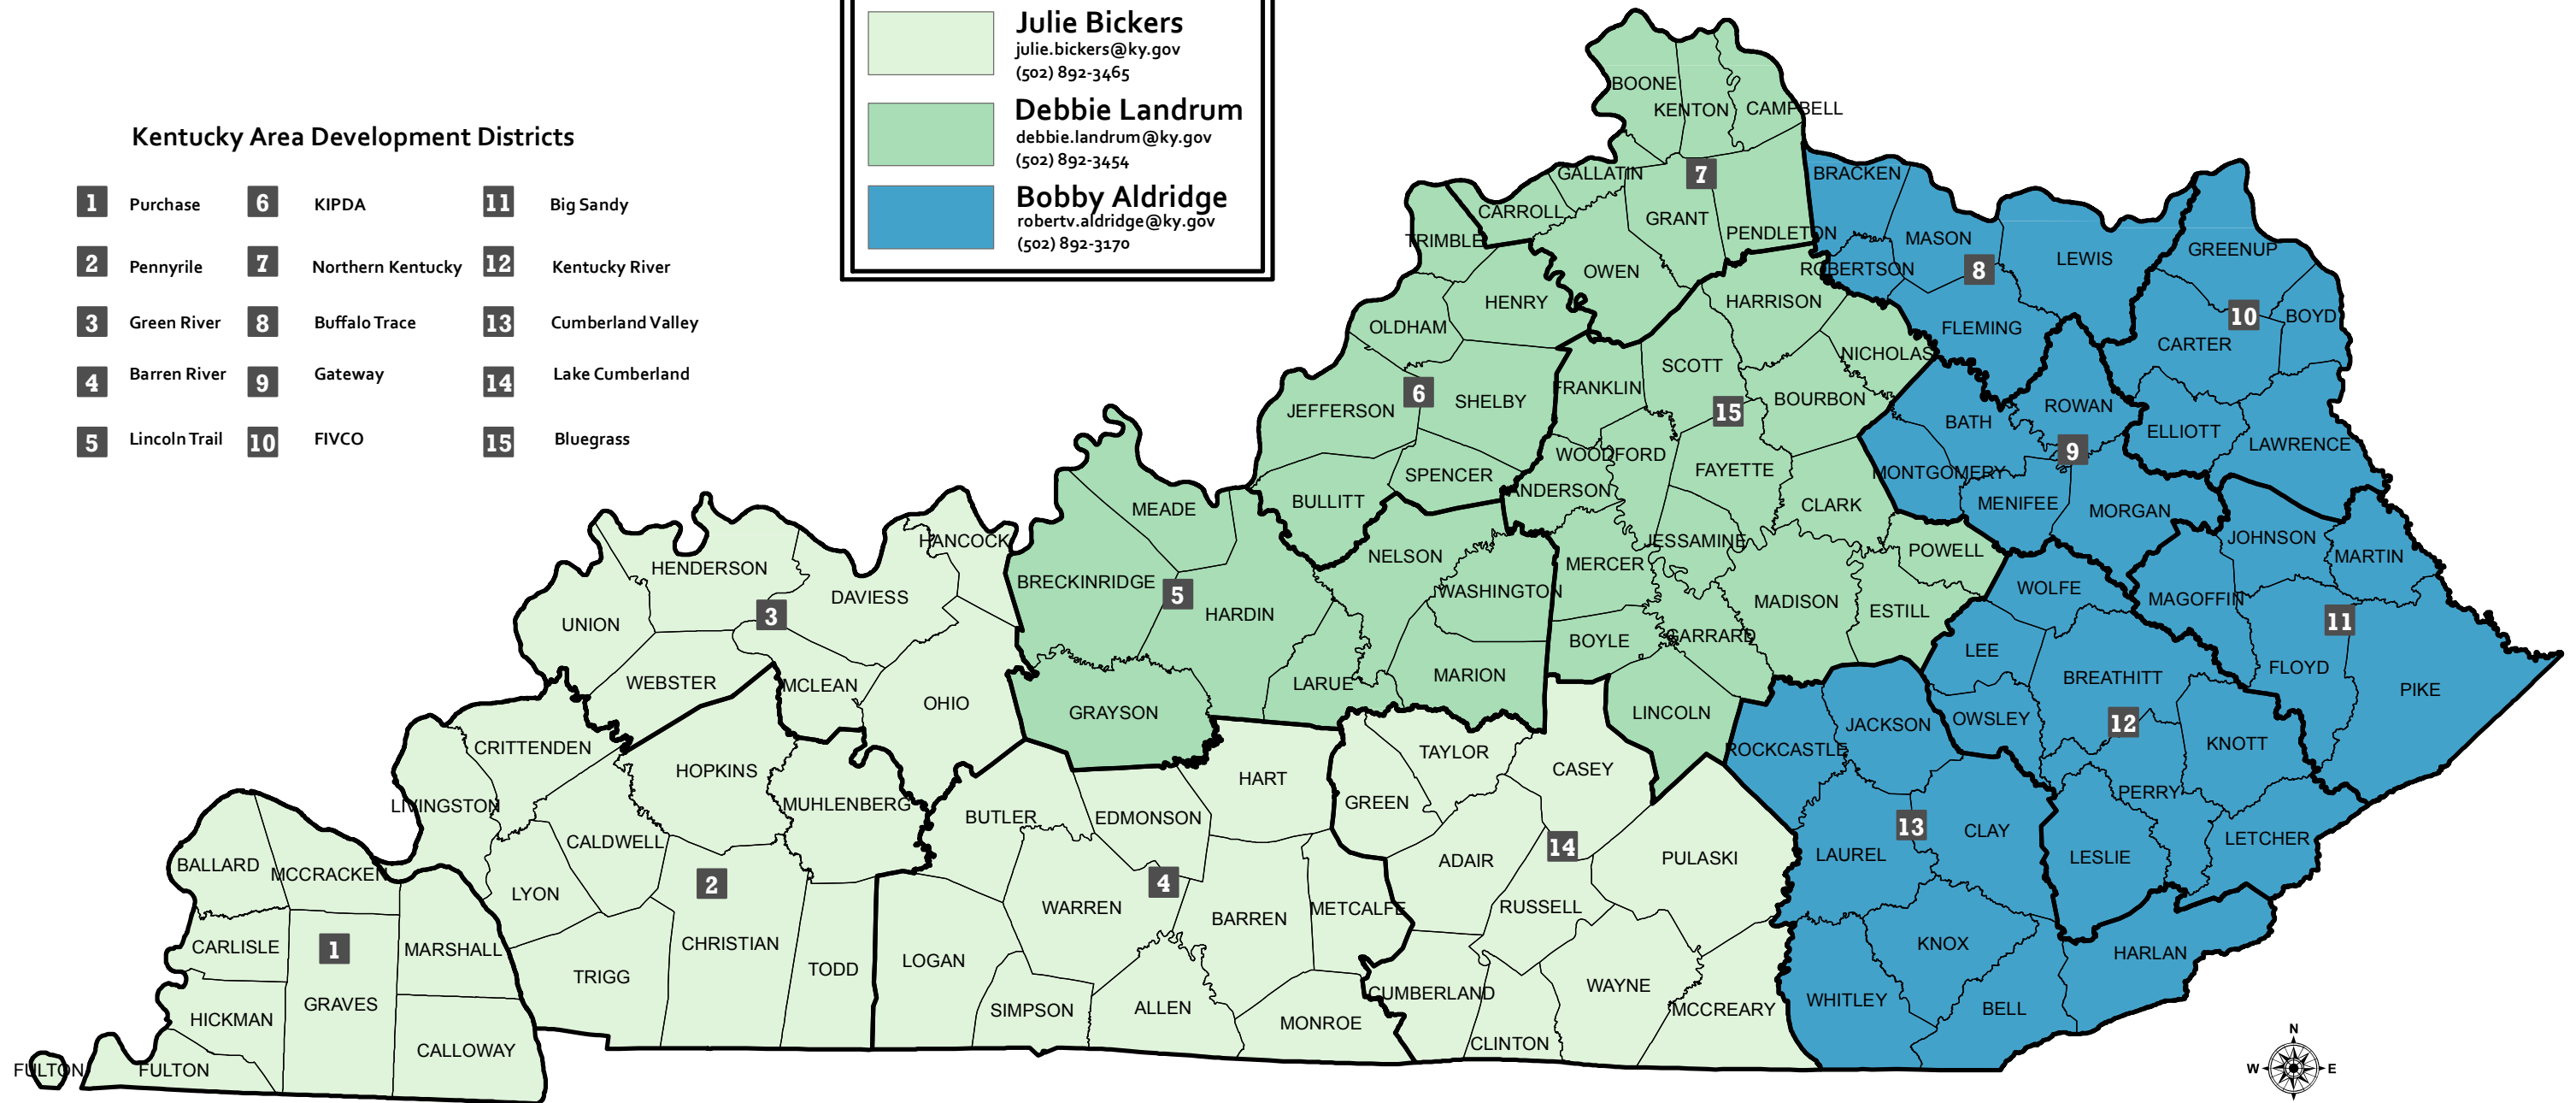 Julie Bickers
julie.bickers@ky.gov
(502) 892-3465
Debbie Landrum
debbie.landrum@ky.gov
(502) 892-3454
Bobby Aldridge
robertv.aldridge@ky.gov
(502) 892-3170
Kentucky Area Development Districts
1 Purchase 6 KIPDA 11 Big Sandy
2 Pennyrile 7 Northern Kentucky 12 Kentucky River
3 Green River 8 Buffalo Trace 13 Cumberland Valley
4 Barren River 9 Gateway 14 Lake Cumberland
5 Lincoln Trail 10 FIVCO 15 Bluegrass
BOONE
KENTON
CAMPBELL
GALLATIN
7
CARROLL
GRANT
PENDLETON
OWEN
BRACKEN
MASON
ROBERTSON
8
LEWIS
FLEMING
GREENUP
10
BOYD
CARTER
ELLIOTT
LAWRENCE
TRIMBLE
HENRY
OLDHAM
6
JEFFERSON
SHELBY
SPENCER
BULLITT
HARRISON
NICHOLAS
SCOTT
FRANKLIN
15
BOURBON
WOODFORD
FAYETTE
ANDERSON
CLARK
JESSAMINE
MERCER
POWELL
MADISON
ESTILL
BOYLE
GARRARD
LINCOLN
ROWAN
BATH
9
MONTGOMERY
MENIFEE
MORGAN
JOHNSON
MARTIN
MAGOFFIN
11
FLOYD
PIKE
WOLFE
LEE
BREATHITT
OWSLEY
12
KNOTT
PERRY
LESLIE
LETCHER
MEADE
BRECKINRIDGE
5
HARDIN
NELSON
WASHINGTON
LARUE
MARION
GRAYSON
HANCOCK
HENDERSON
DAVIESS
3
UNION
WEBSTER
MCLEAN
OHIO
CRITTENDEN
HOPKINS
LIVINGSTON
MUHLENBERG
CALDWELL
LYON
2
TRIGG
CHRISTIAN
TODD
BALLARD
MCCRACKEN
CARLISLE
1
MARSHALL
GRAVES
HICKMAN
CALLOWAY
FULTON
FULTON
HART
BUTLER
EDMONSON
4
WARREN
BARREN
METCALFE
LOGAN
SIMPSON
ALLEN
MONROE
TAYLOR
CASEY
GREEN
14
ADAIR
PULASKI
RUSSELL
WAYNE
CUMBERLAND
CLINTON
MCCREARY
ROCKCASTLE
JACKSON
13
CLAY
LAUREL
KNOX
WHITLEY
BELL
HARLAN
N
W E
S